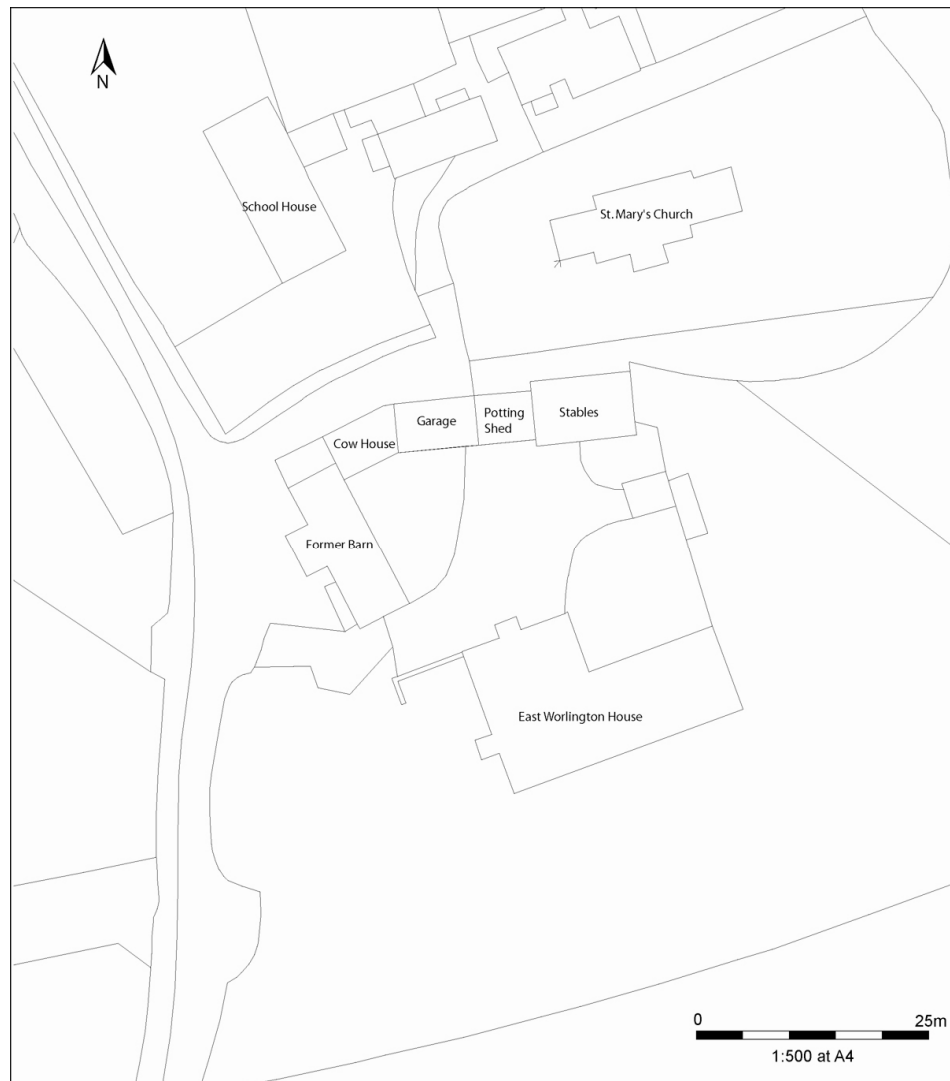 N
School House
St. Mary's Church
Garage
Potting
Shed
Stables
Cow House
Former Barn
East Worlington House
0 25m
1:500 at A4